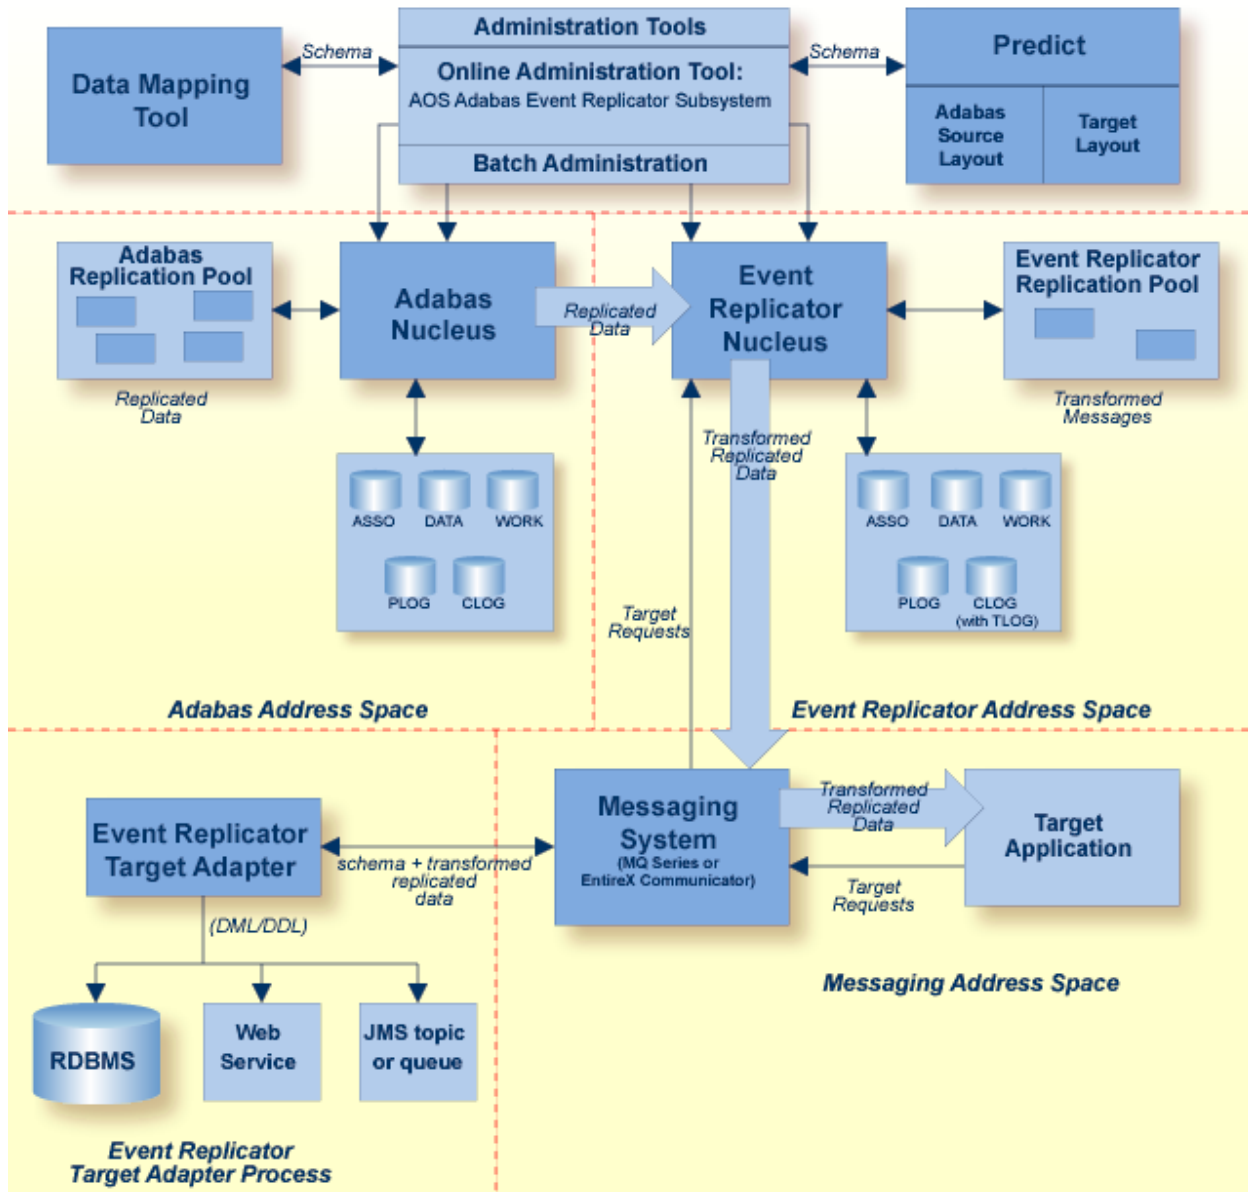 Administration Tools
Schema
Online Administration Tool:
AOS Adabas Event Replicator Subsystem
Batch Administration
Schema
Data Mapping
Tool
Predict
Adabas
Source
Layout
Target
Layout
Adabas
Replication Pool
Replicated
Data
Adabas
Nucleus
Replicated
Data
Event
Replicator
Nucleus
Event Replicator
Replication Pool
Transformed
Messages
Transformed
Replicated
Data
ASSO
DATA
WORK
PLOG
CLOG
ASSO
DATA
WORK
PLOG
CLOG
(with TLOG)
Target
Requests
Adabas Address Space
Event Replicator Address Space
Event Replicator
Target Adapter
schema + transformed
replicated
data
Messaging
System
(MQ Series or
EntireX Communicator)
Transformed
Replicated
Data
Target
Requests
Target
Application
(DML/DDL)
RDBMS
Web
Service
JMS topic
or queue
Messaging Address Space
Event Replicator
Target Adapter Process